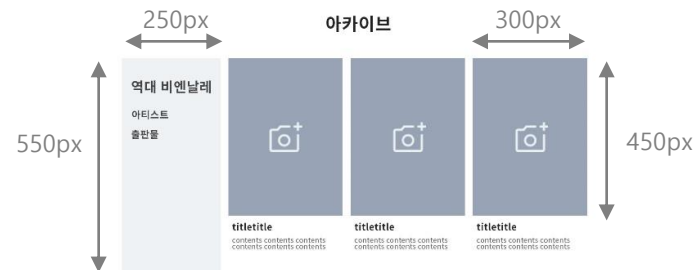 250px
아카이브
300px
역대 비엔날레
아티스트
출판물
550px
450px
titletitle
contents contents contents
contents contents contents
titletitle
contents contents contents
contents contents contents
titletitle
contents contents contents
contents contents contents